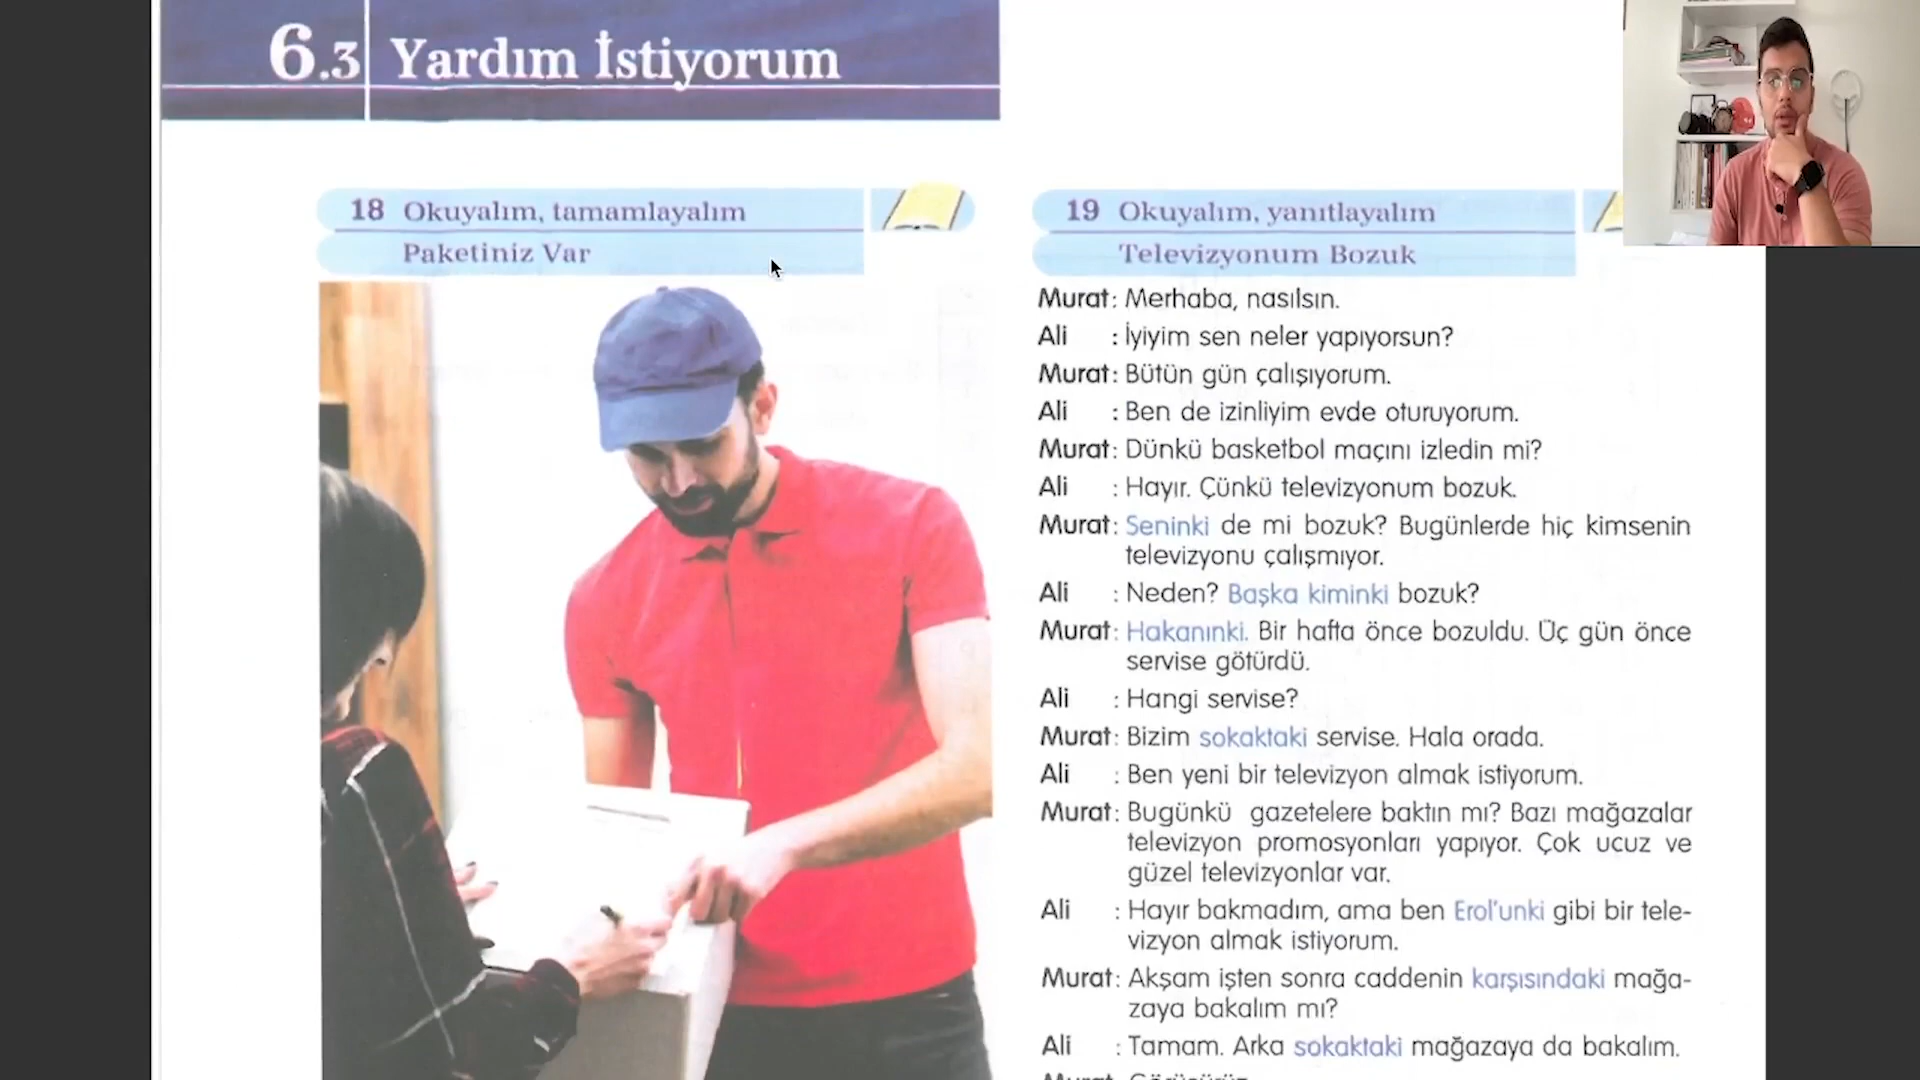 6.3 Yardım İstiyorum
18 Okuyalım, tamamlayalım
Paketiniz Var
19 Okuyalım, yanıtlayalım
Televizyonum Bozuk
Murat: Merhaba, nasılsın.
Ali : İyiyim sen neler yapıyorsun?
Murat: Bütün gün çalışıyorum.
Ali : Ben de izinliyim evde oturuyorum.
Murat: Dünkü basketbol maçını izledin mi?
Ali : Hayır. Çünkü televizyonum bozuk.
Murat: Seninki de mi bozuk? Bugünlerde hiç kimsenin
televizyonu çalışmıyor.
Ali : Neden? Başka kiminki bozuk?
Murat: Hakanınki. Bir hafta önce bozuldu. Üç gün önce
servise götürdü.
Ali : Hangi servise?
Murat: Bizim sokaktaki servise. Hala orada.
Ali : Ben yeni bir televizyon almak istiyorum.
Murat: Bugünkü gazetelere baktın mı? Bazı mağazalar
televizyon promosyonları yapıyor. Çok ucuz ve
güzel televizyonlar var.
Ali : Hayır bakmadım, ama ben Erol'unki gibi bir tele-
vizyon almak istiyorum.
Murat: Akşam işten sonra caddenin karşısındaki mağa-
zaya bakalım mı?
Ali : Tamam. Arka sokaktaki mağazaya da bakalım.